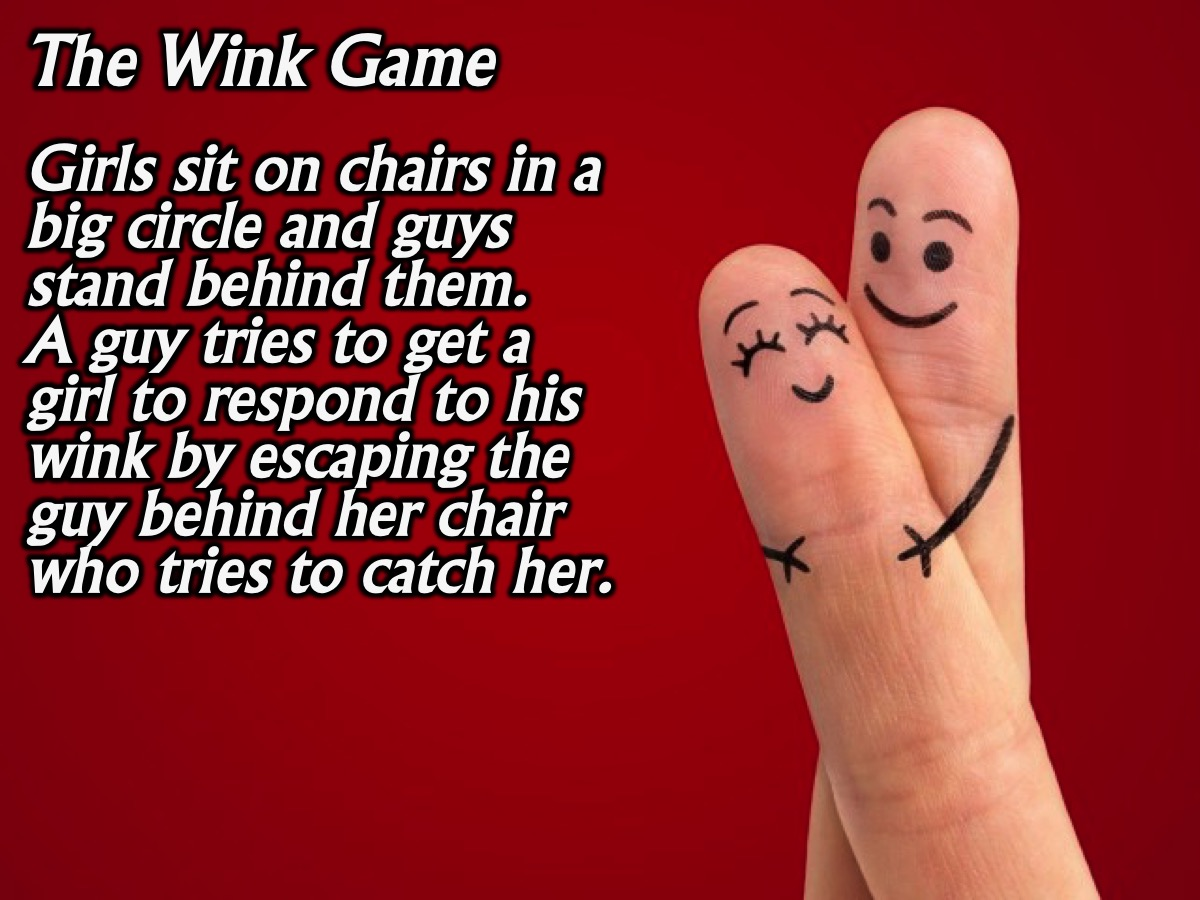 The Wink Game
Girls sit on chairs in a
big circle and guys
stand behind them.
A guy tries to get a
girl to respond to his
wink by escaping the
guy behind her chair
who tries to catch her.